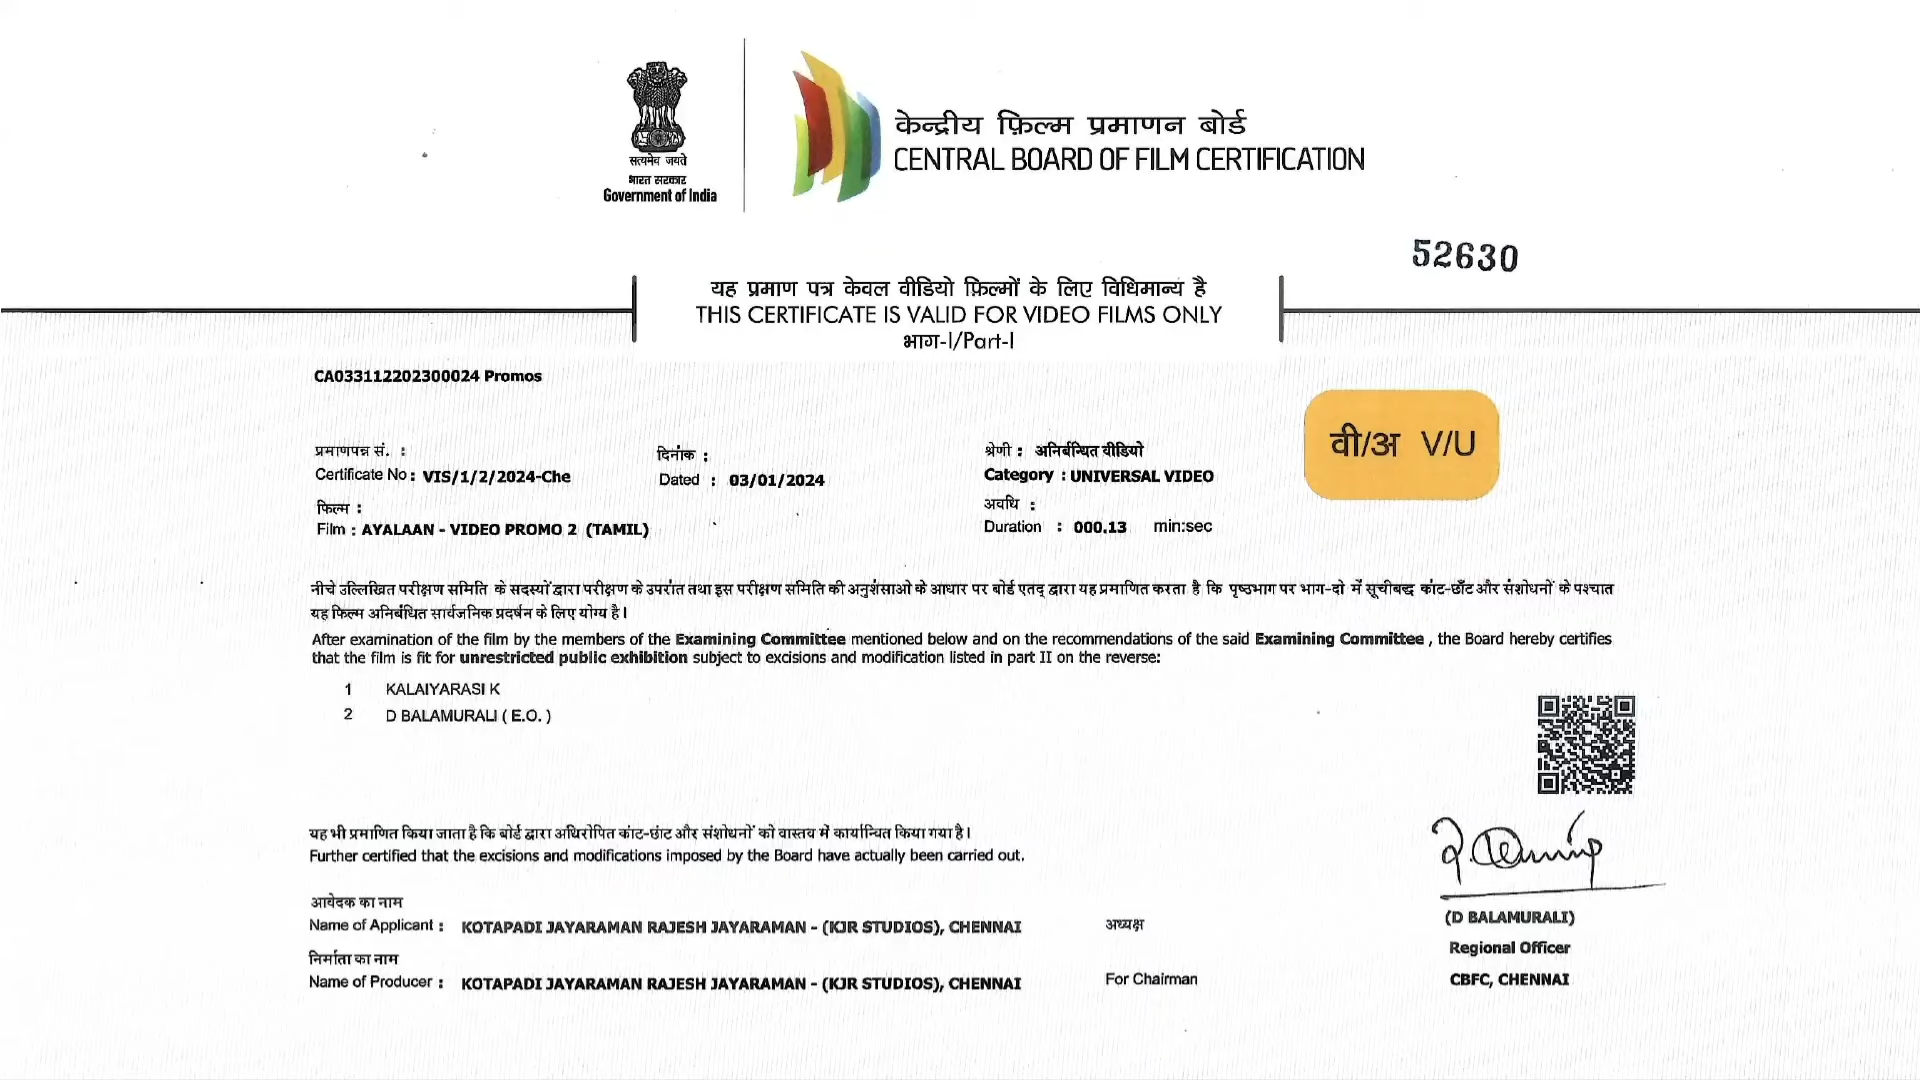 सत्यमेव जयते
भारत सरकार
Government of India
केन्द्रीय फ़िल्म प्रमाणन बोर्ड
CENTRAL BOARD OF FILM CERTIFICATION
52630
यह प्रमाण पत्र केवल वीडियो फ़िल्मों के लिए विधिमान्य है
THIS CERTIFICATE IS VALID FOR VIDEO FILMS ONLY
भाग-I/Part-I
CA033112202300024 Promos
वी/अ V/U
प्रमाणपत्र सं. :
Certificate No : VIS/1/2/2024-Che
दिनांक :
Dated : 03/01/2024
श्रेणी : अनिर्बन्धित वीडियो
Category : UNIVERSAL VIDEO
फिल्म :
Film : AYALAAN - VIDEO PROMO 2 (TAMIL)
अवधि :
Duration : 000.13 min:sec
नीचे उल्लिखित परीक्षण समिति के सदस्यों द्वारा परीक्षण के उपरांत तथा इस परीक्षण समिति की अनुशंसाओ के आधार पर बोर्ड एतद् द्वारा यह प्रमाणित करता है कि पृष्ठभाग पर भाग-दो में सूचीबद्ध कांट-छाँट और संशोधनों के पश्चात
यह फिल्म अनिबंधित सार्वजनिक प्रदर्षन के लिए योग्य है।
After examination of the film by the members of the Examining Committee mentioned below and on the recommendations of the said Examining Committee , the Board hereby certifies
that the film is fit for unrestricted public exhibition subject to excisions and modification listed in part II on the reverse:
1 KALAIYARASI K
2 D BALAMURALI ( E.O. )
यह भी प्रमाणित किया जाता है कि बोर्ड द्वारा अधिरोपित कांट-छांट और संशोधनों को वास्तव में कार्यान्वित किया गया है।
Further certified that the excisions and modifications imposed by the Board have actually been carried out.
आवेदक का नाम
Name of Applicant : KOTAPADI JAYARAMAN RAJESH JAYARAMAN - (KJR STUDIOS), CHENNAI
निर्माता का नाम
Name of Producer : KOTAPADI JAYARAMAN RAJESH JAYARAMAN - (KJR STUDIOS), CHENNAI
अध्यक्ष
For Chairman
(D BALAMURALI)
Regional Officer
CBFC, CHENNAI